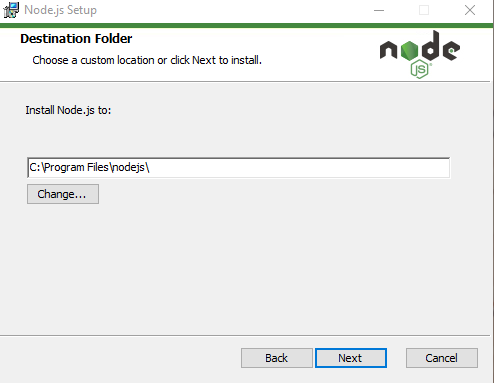 Node.js Setup
Destination Folder
Choose a custom location or click Next to install.
node
JS
Install Node.js to:
C:\Program Files\nodejs\
Change...
Back
Next
Cancel